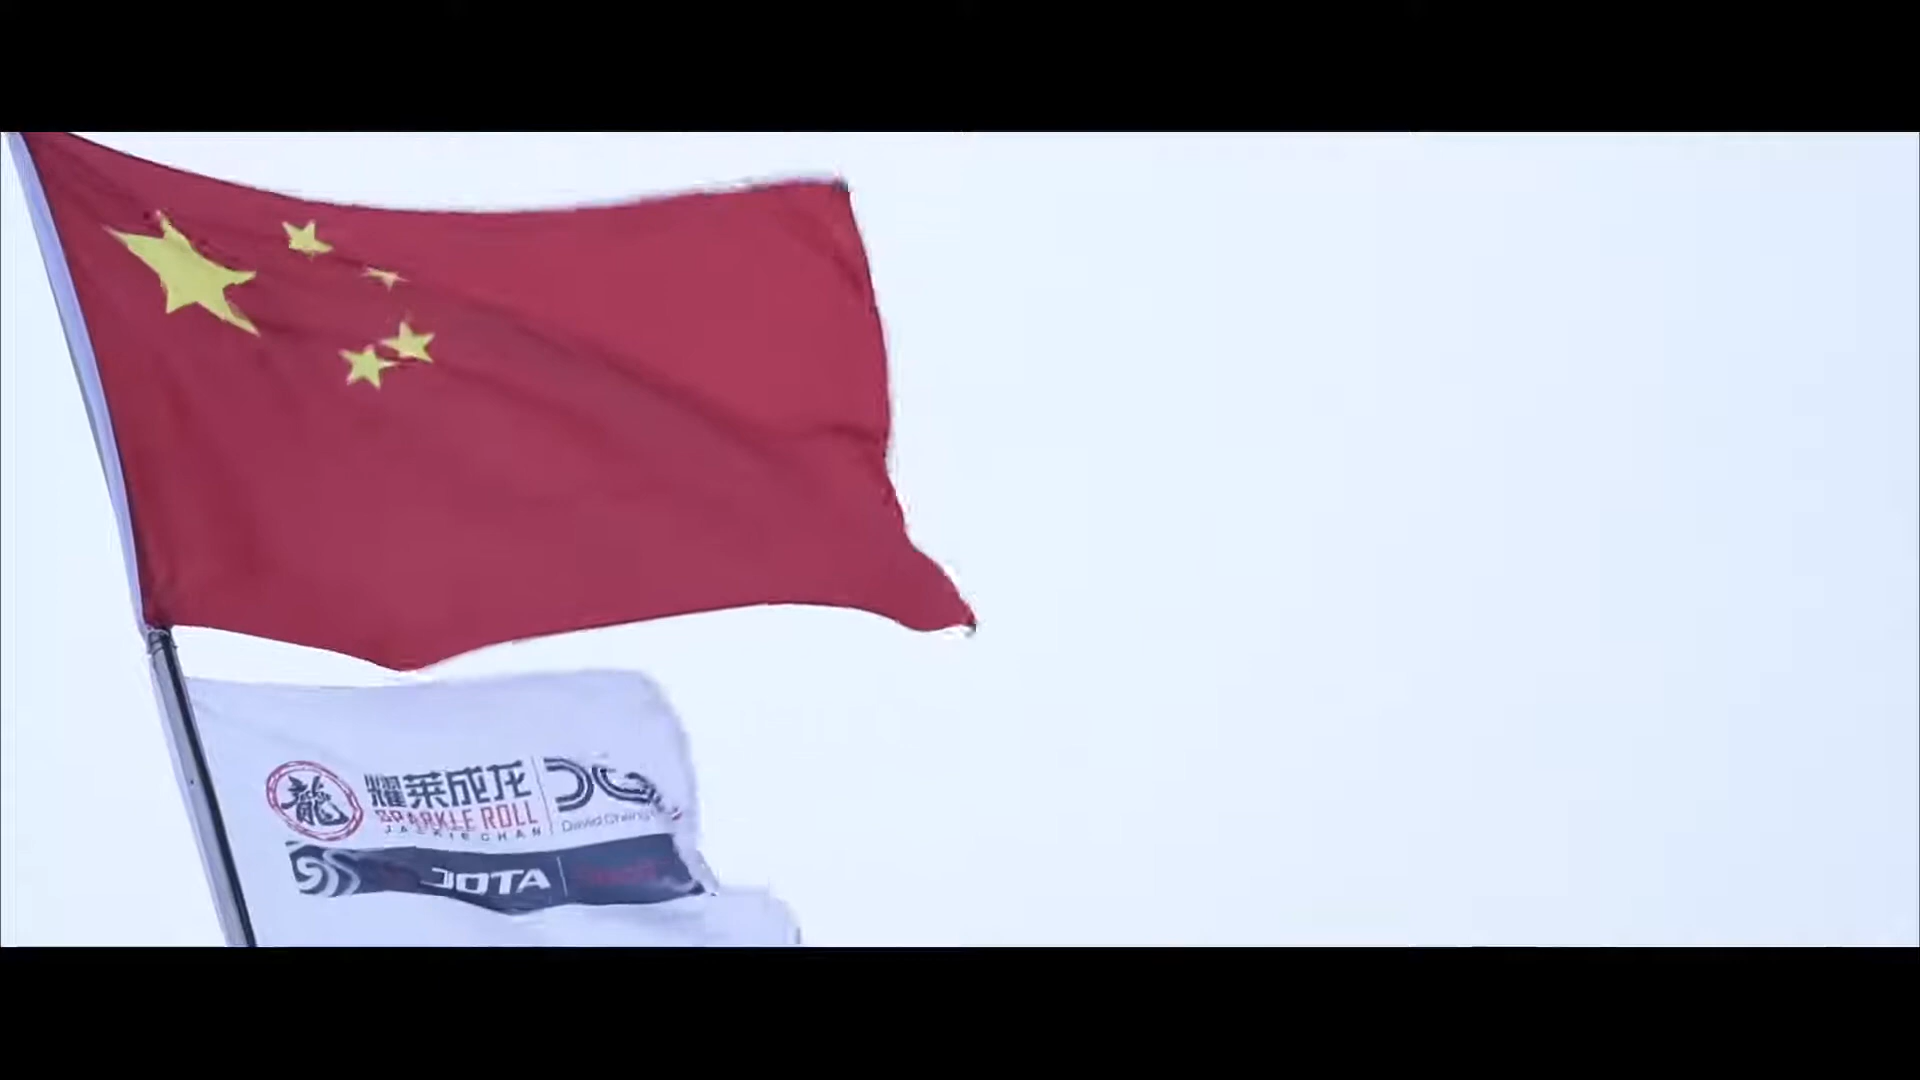 龍
耀莱成龙
SPARKLE ROLL
JACKIE CHAN
David Cheng
JOTA